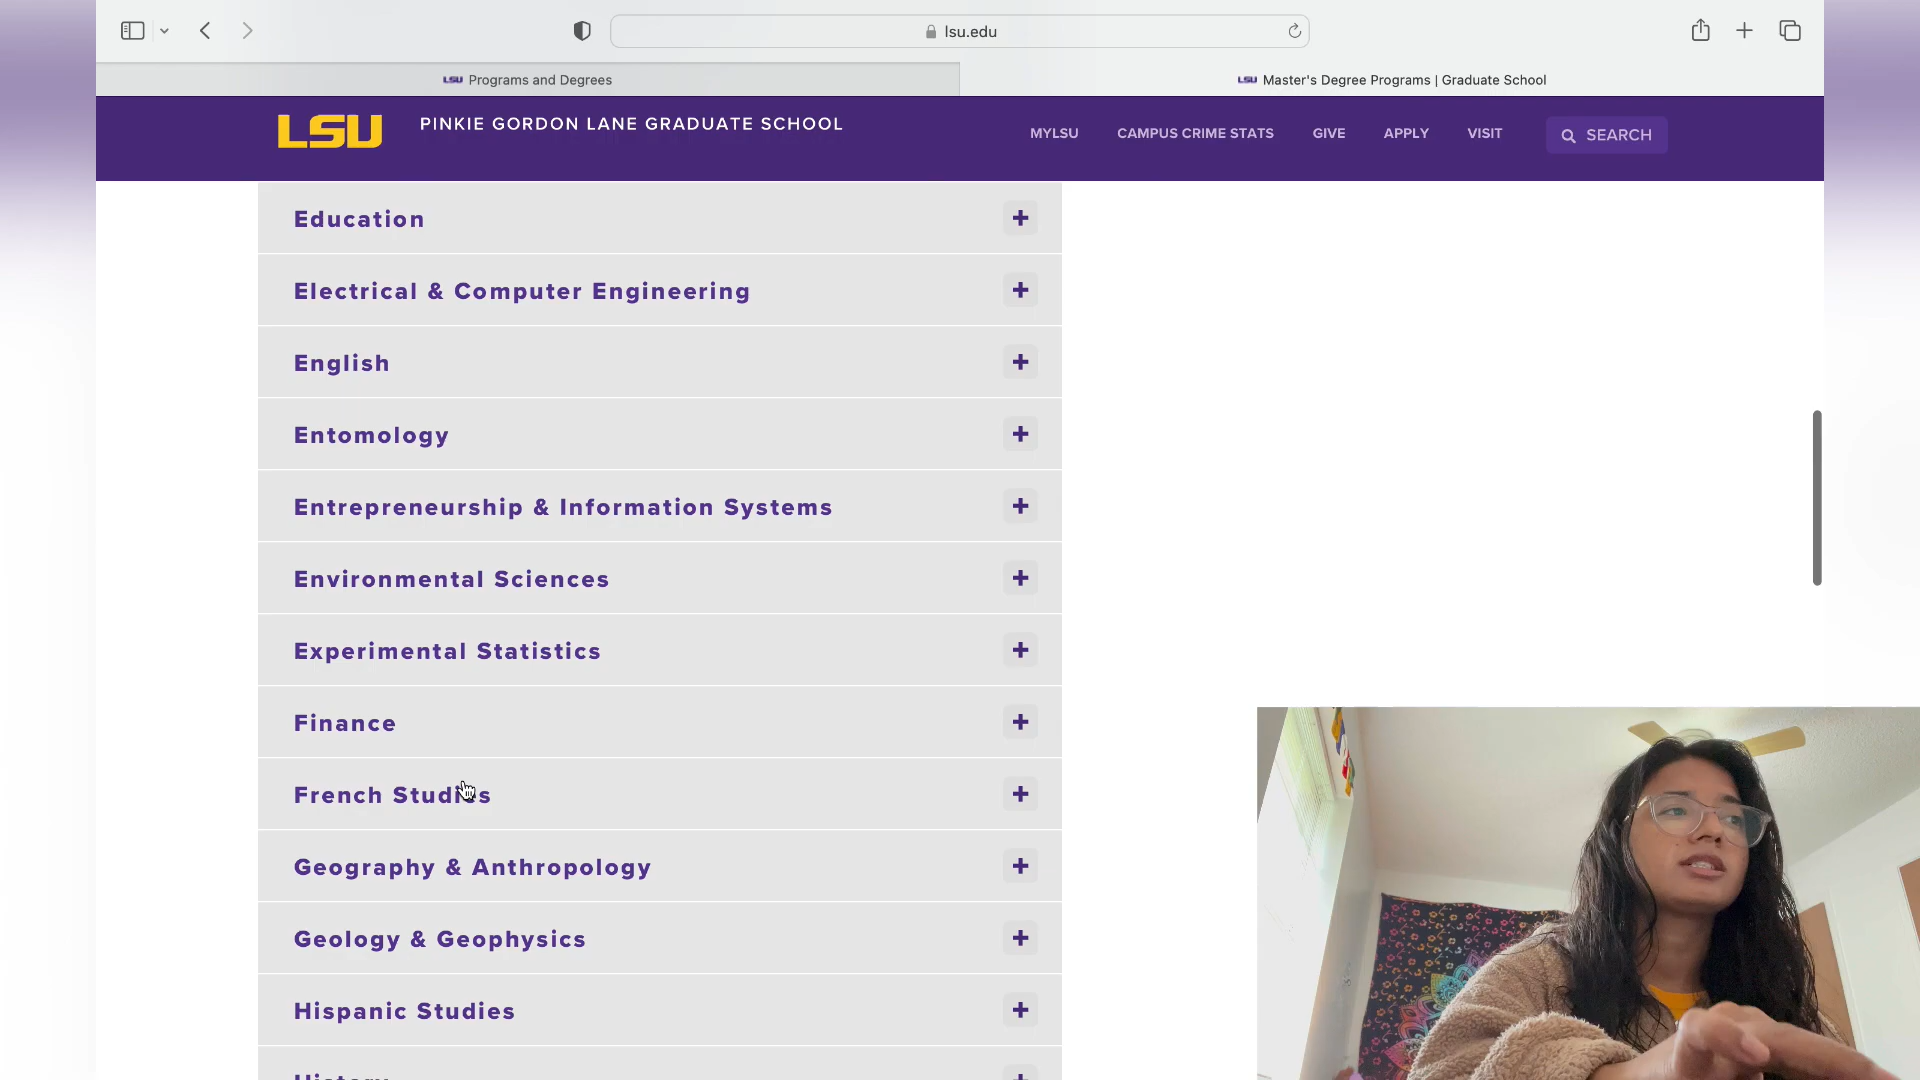 lsu.edu
LSU Programs and Degrees
LSU Master's Degree Programs | Graduate School
LSU
PINKIE GORDON LANE GRADUATE SCHOOL
MYLSU
CAMPUS CRIME STATS
GIVE
APPLY
VISIT
SEARCH
Education
Electrical & Computer Engineering
English
Entomology
Entrepreneurship & Information Systems
Environmental Sciences
Experimental Statistics
Finance
French Studies
Geography & Anthropology
Geology & Geophysics
Hispanic Studies
History